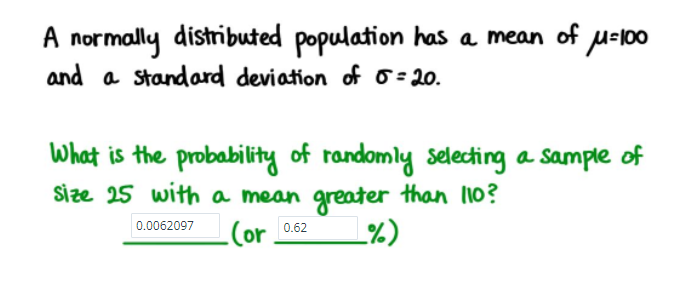 A normally distributed population has a mean of μ=100
and a standard deviation of σ=20.
What is the probability of randomly selecting a sample of
size 25 with a mean greater than 110?
0.0062097 (or 0.62 %)